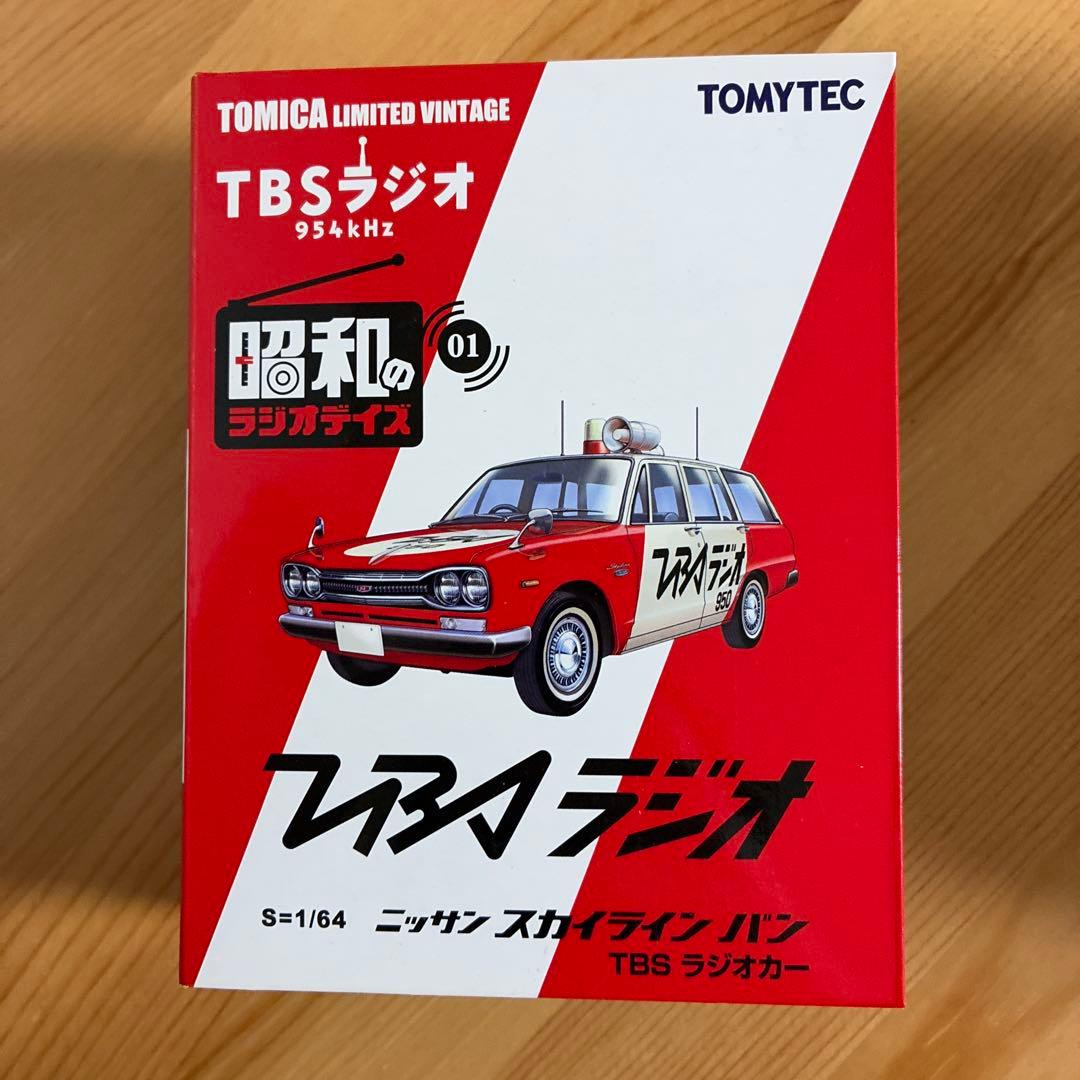 TOMICA LIMITED VINTAGE
TOMYTEC
TBSラジオ
954kHz
昭和の
ラジオデイズ
01
TBSラジオ
950
TBSラジオ
S=1/64 ニッサン スカイライン バン
TBS ラジオカー